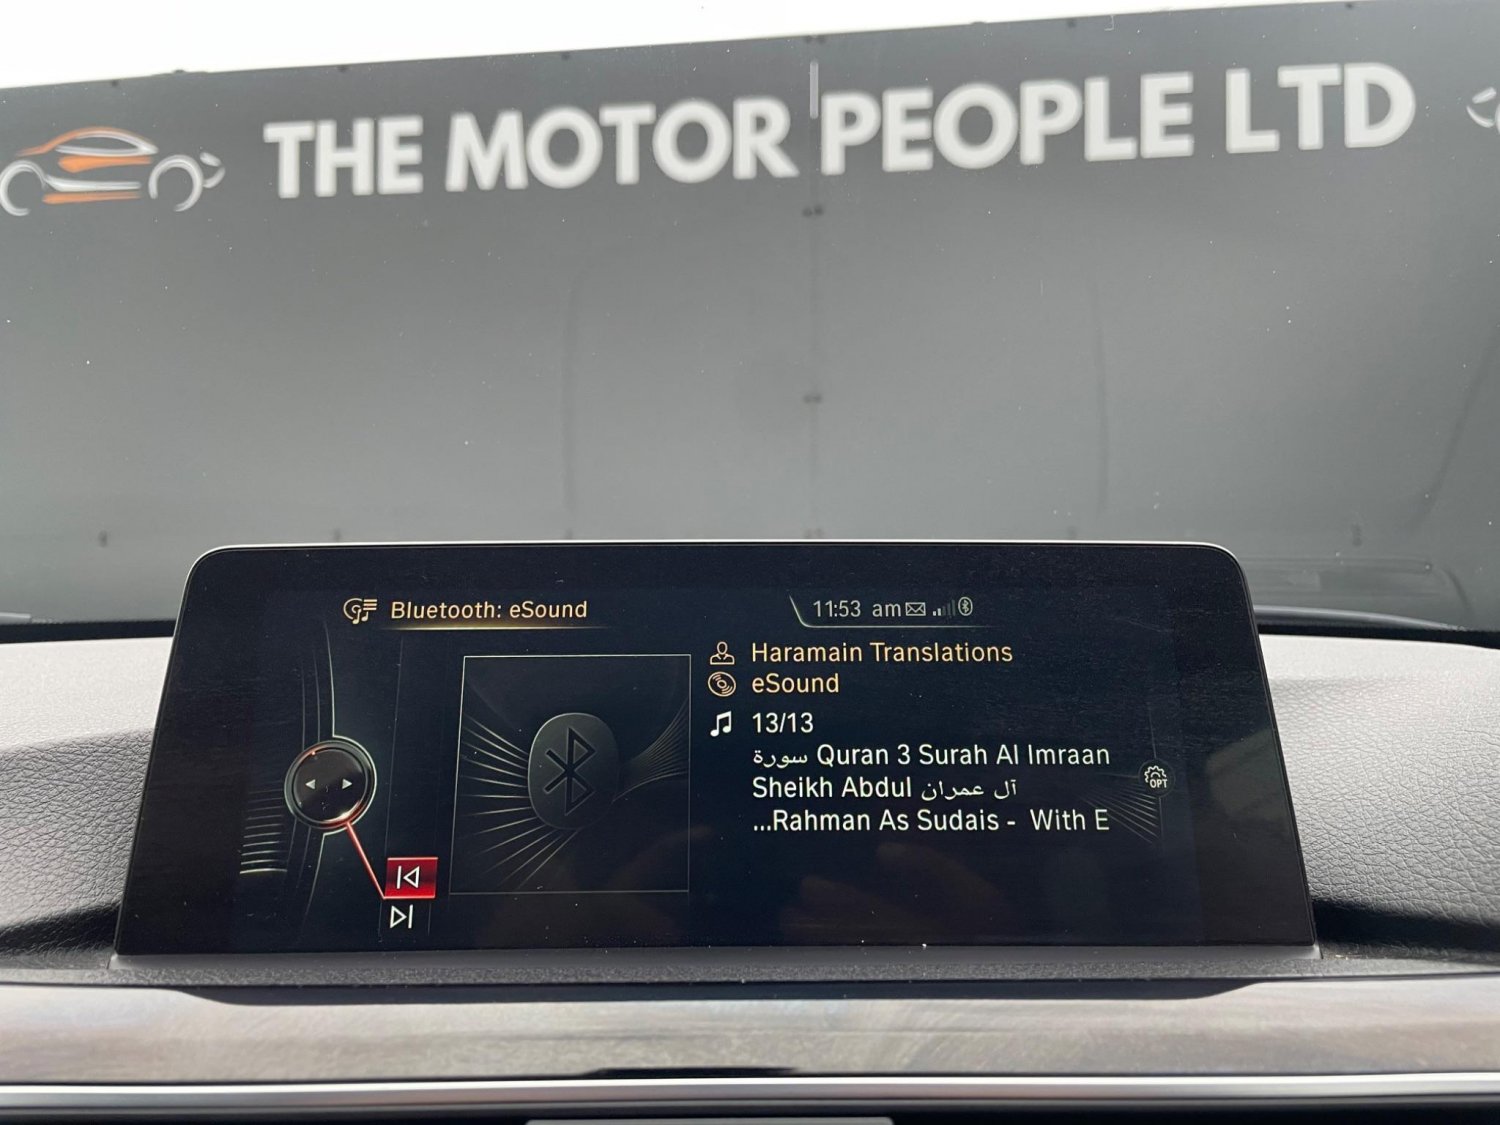 THE MOTOR PEOPLE LTD
Bluetooth: eSound
11:53 am
Haramain Translations
eSound
13/13
سورة Quran 3 Surah Al Imraan
Sheikh Abdul آل عمران
...Rahman As Sudais - With E
OPT